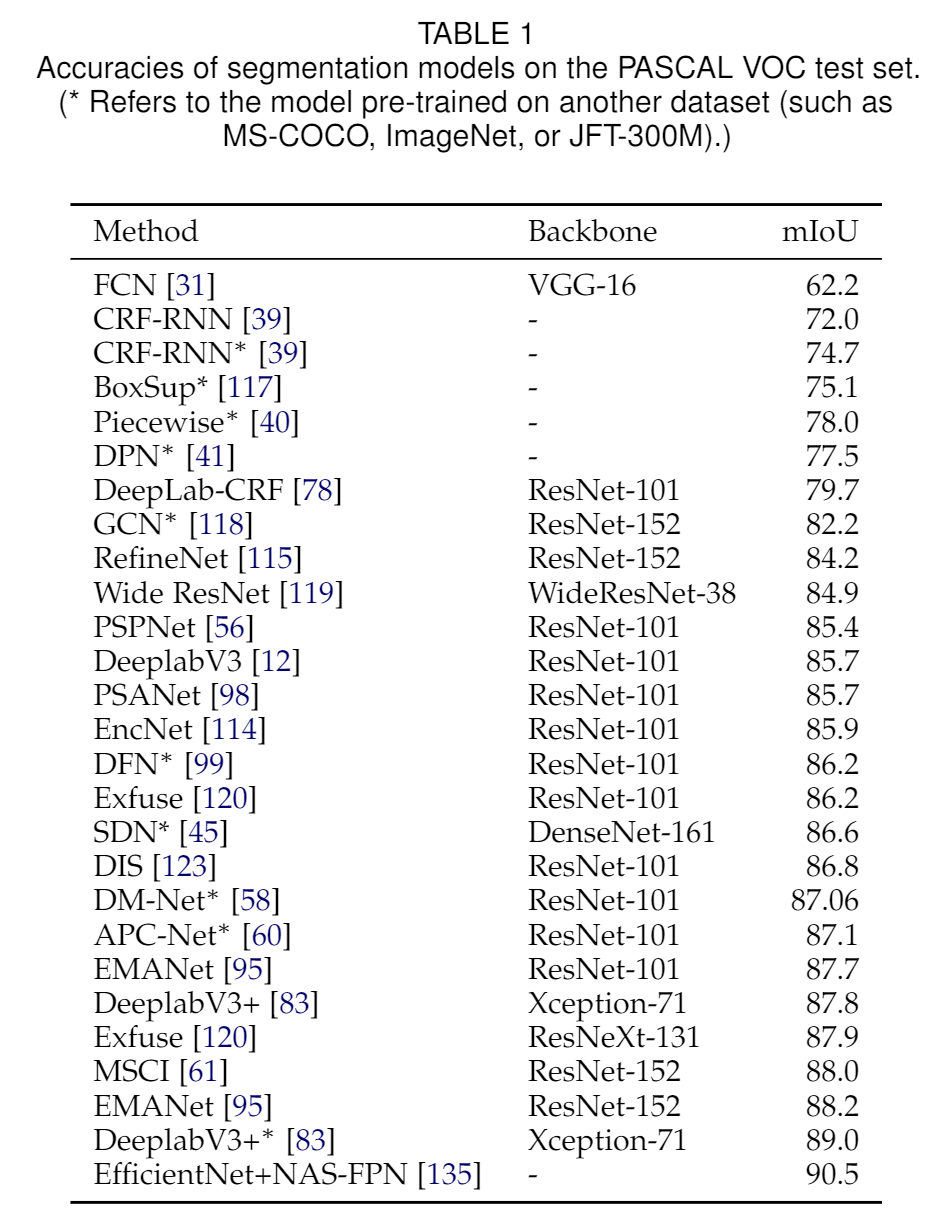 TABLE 1
Accuracies of segmentation models on the PASCAL VOC test set.
(* Refers to the model pre-trained on another dataset (such as
MS-COCO, ImageNet, or JFT-300M).)
Method Backbone mIoU
FCN [31] VGG-16 62.2
CRF-RNN [39] - 72.0
CRF-RNN* [39] - 74.7
BoxSup* [117] - 75.1
Piecewise* [40] - 78.0
DPN* [41] - 77.5
DeepLab-CRF [78] ResNet-101 79.7
GCN* [118] ResNet-152 82.2
RefineNet [115] ResNet-152 84.2
Wide ResNet [119] WideResNet-38 84.9
PSPNet [56] ResNet-101 85.4
DeeplabV3 [12] ResNet-101 85.7
PSANet [98] ResNet-101 85.7
EncNet [114] ResNet-101 85.9
DFN* [99] ResNet-101 86.2
Exfuse [120] ResNet-101 86.2
SDN* [45] DenseNet-161 86.6
DIS [123] ResNet-101 86.8
DM-Net* [58] ResNet-101 87.06
APC-Net* [60] ResNet-101 87.1
EMANet [95] ResNet-101 87.7
DeeplabV3+ [83] Xception-71 87.8
Exfuse [120] ResNeXt-131 87.9
MSCI [61] ResNet-152 88.0
EMANet [95] ResNet-152 88.2
DeeplabV3+* [83] Xception-71 89.0
EfficientNet+NAS-FPN [135] - 90.5